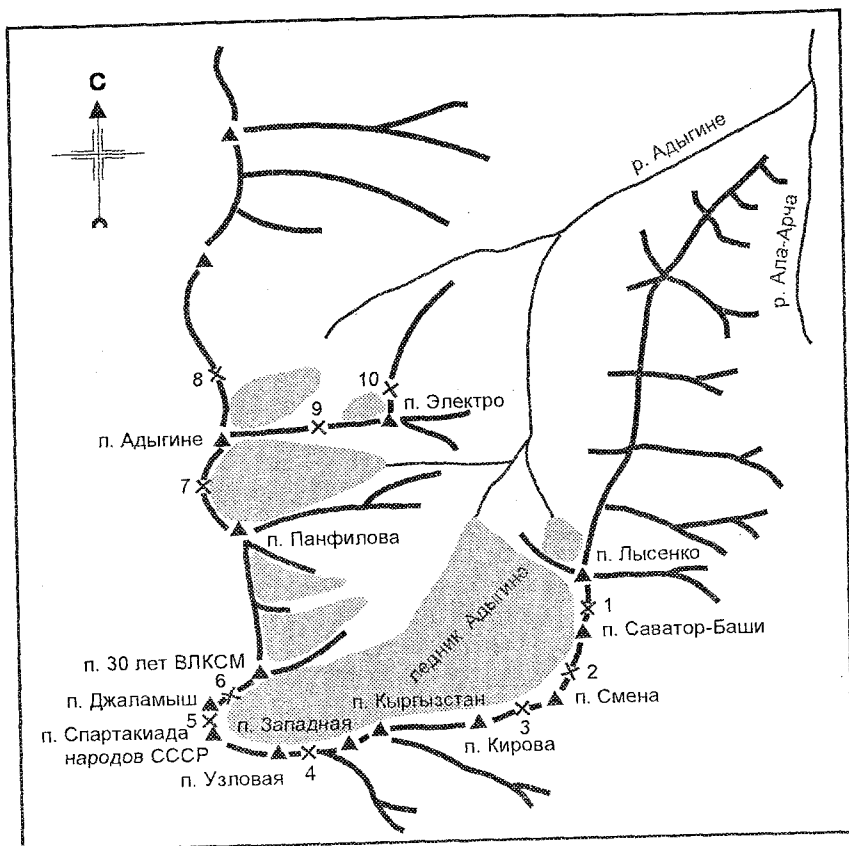 С
р. Адыгине
р. Ала-Арча
8
10
9
п. Электро
п. Адыгине
7
п. Панфилова
п. Лысенко
ледник Адыгине
1
п. Саватор-Баши
п. 30 лет ВЛКСМ
2
6
п. Джаламыш
п. Кыргызстан
п. Смена
5
п. Западная
3
п. Спартакиада
народов СССР
п. Кирова
4
п. Узловая